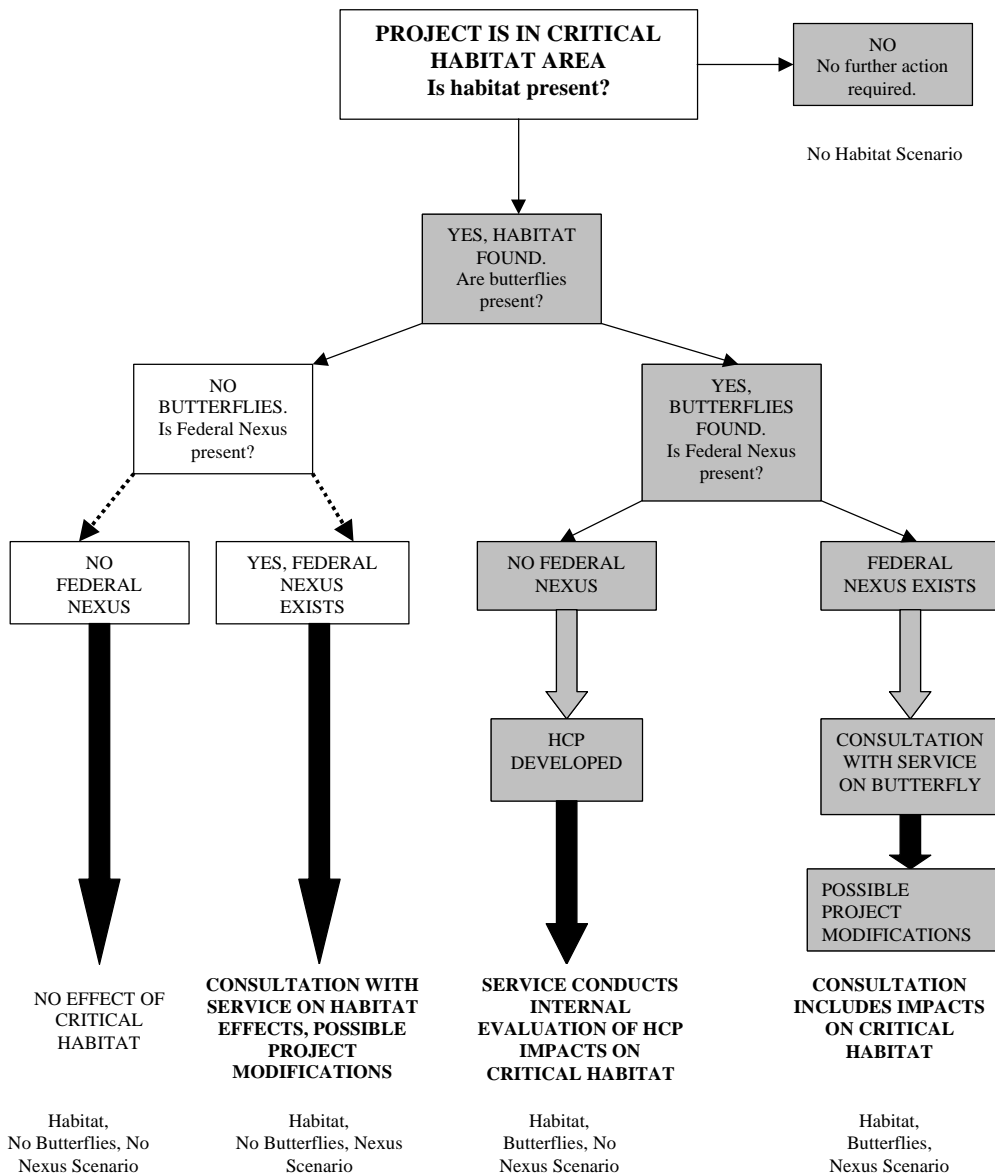 PROJECT IS IN CRITICAL
HABITAT AREA
Is habitat present?
NO
No further action
required.
No Habitat Scenario
YES, HABITAT
FOUND.
Are butterflies
present?
NO
BUTTERFLIES.
Is Federal Nexus
present?
YES,
BUTTERFLIES
FOUND.
Is Federal Nexus
present?
NO
FEDERAL
NEXUS
YES, FEDERAL
NEXUS
EXISTS
NO FEDERAL
NEXUS
FEDERAL
NEXUS EXISTS
HCP
DEVELOPED
CONSULTATION
WITH SERVICE
ON BUTTERFLY
POSSIBLE
PROJECT
MODIFICATIONS
NO EFFECT OF
CRITICAL
HABITAT
CONSULTATION WITH
SERVICE ON HABITAT
EFFECTS, POSSIBLE
PROJECT
MODIFICATIONS
SERVICE CONDUCTS
INTERNAL
EVALUATION OF HCP
IMPACTS ON
CRITICAL HABITAT
CONSULTATION
INCLUDES IMPACTS
ON CRITICAL
HABITAT
Habitat,
No Butterflies, No
Nexus Scenario
Habitat,
No Butterflies, Nexus
Scenario
Habitat,
Butterflies, No
Nexus Scenario
Habitat,
Butterflies,
Nexus Scenario